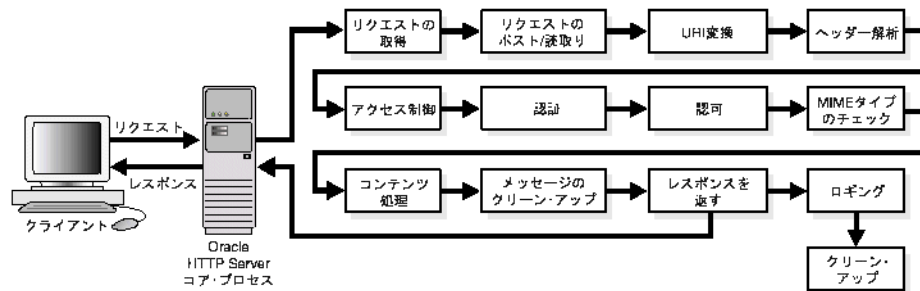 リクエストの
取得
リクエストの
ポスト/読取り
URI変換
ヘッダー解析
アクセス制御
認証
認可
MIMEタイプ
のチェック
リクエスト
レスポンス
クライアント
Oracle
HTTP Server
コア・プロセス
コンテンツ
処理
メッセージの
クリーン・アップ
レスポンスを
返す
ロギング
クリーン・
アップ